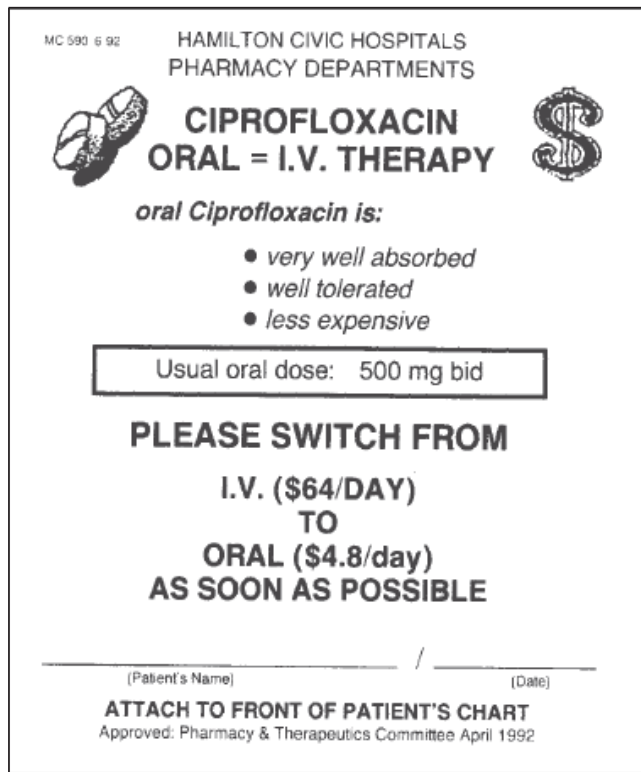 MC 590 6 92
HAMILTON CIVIC HOSPITALS
PHARMACY DEPARTMENTS
CIPROFLOXACIN
ORAL = I.V. THERAPY
$
oral Ciprofloxacin is:
● very well absorbed
● well tolerated
● less expensive
Usual oral dose: 500 mg bid
PLEASE SWITCH FROM
I.V. ($64/DAY)
TO
ORAL ($4.8/day)
AS SOON AS POSSIBLE
/
(Patient's Name) (Date)
ATTACH TO FRONT OF PATIENT'S CHART
Approved: Pharmacy & Therapeutics Committee April 1992